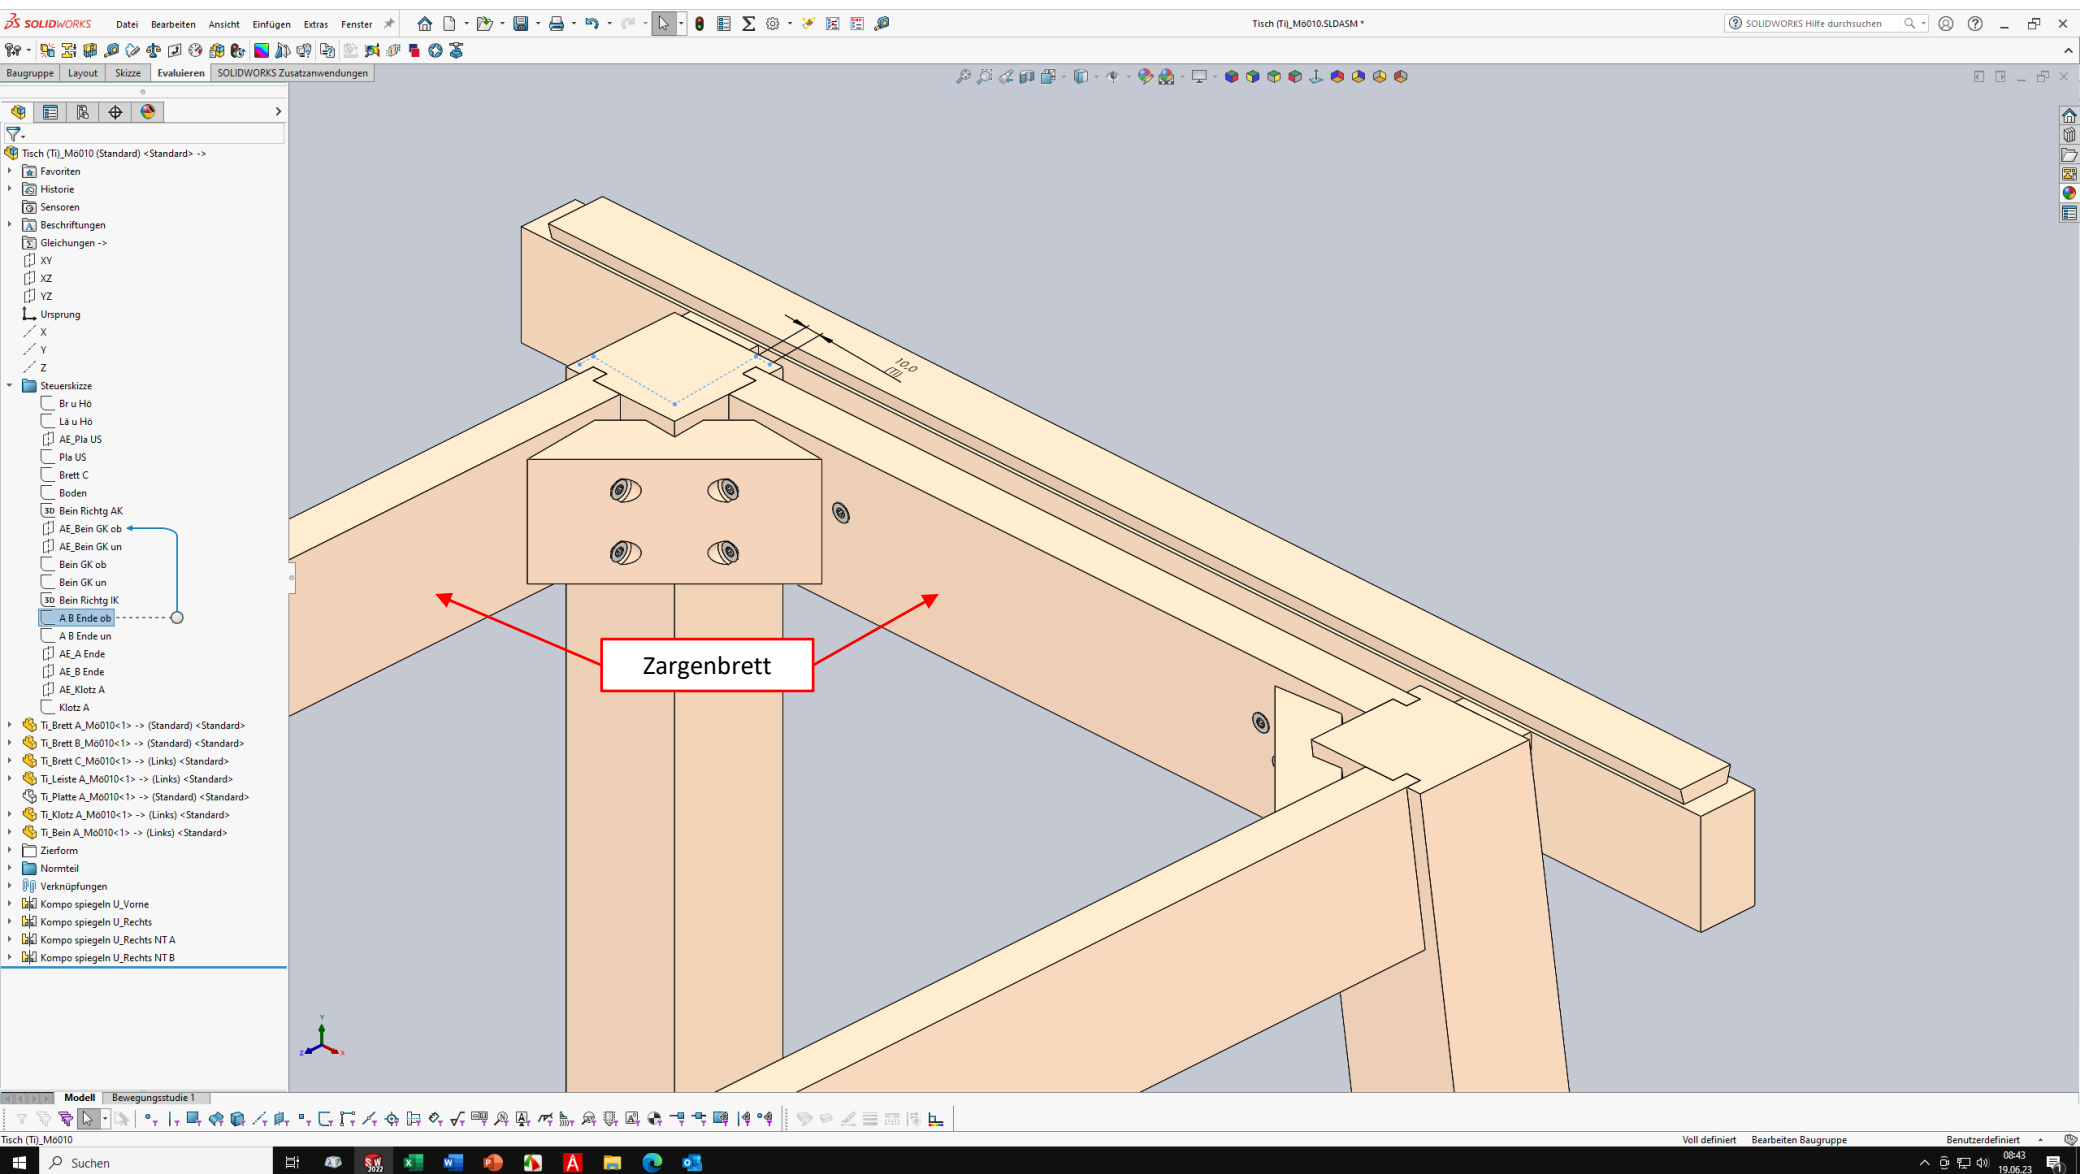 SOLIDWORKS
Datei Bearbeiten Ansicht Einfügen Extras Fenster
Tisch (Ti)_Mö010.SLDASM *
SOLIDWORKS Hilfe durchsuchen
Baugruppe Layout Skizze Evaluieren SOLIDWORKS Zusatzanwendungen
Tisch (Ti)_Mö010 (Standard) <Standard> ->
Favoriten
Historie
Sensoren
Beschriftungen
Gleichungen ->
XY
XZ
YZ
Ursprung
X
Y
Z
Steuerskizze
Br u Hö
Lä u Hö
AE_Pla US
Pla US
Brett C
Boden
3D Bein Richtg AK
AE_Bein GK ob
AE_Bein GK un
Bein GK ob
Bein GK un
3D Bein Richtg IK
A B Ende ob
A B Ende un
AE_A Ende
AE_B Ende
AE_Klotz A
Klotz A
Ti_Brett A_Mö010<1> -> (Standard) <Standard>
Ti_Brett B_Mö010<1> -> (Standard) <Standard>
Ti_Brett C_Mö010<1> -> (Links) <Standard>
Ti_Leiste A_Mö010<1> -> (Links) <Standard>
Ti_Platte A_Mö010<1> -> (Standard) <Standard>
Ti_Klotz A_Mö010<1> -> (Links) <Standard>
Ti_Bein A_Mö010<1> -> (Links) <Standard>
Zierform
Normteil
Verknüpfungen
Kompo spiegeln U_Vorne
Kompo spiegeln U_Rechts
Kompo spiegeln U_Rechts NT A
Kompo spiegeln U_Rechts NT B
10,0
Zargenbrett
Y
Z X
Modell Bewegungsstudie 1
Tisch (Ti)_Mö010
Voll definiert Bearbeiten Baugruppe Benutzerdefiniert
Suchen
08:43
19.06.23